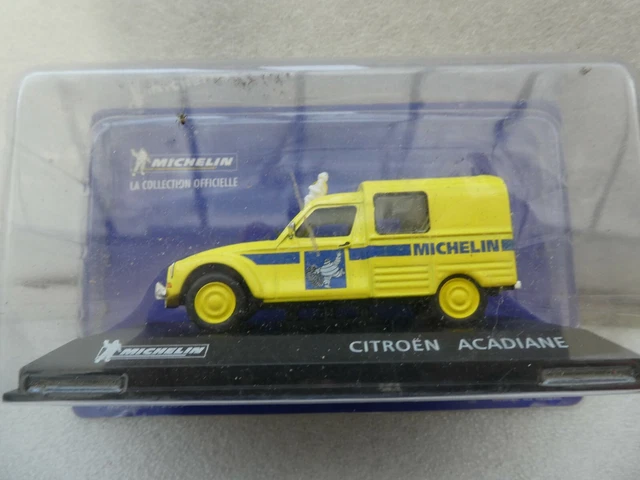 MICHELIN
LA COLLECTION OFFICIELLE
MICHELIN
MICHELIN
CITROËN ACADIANE